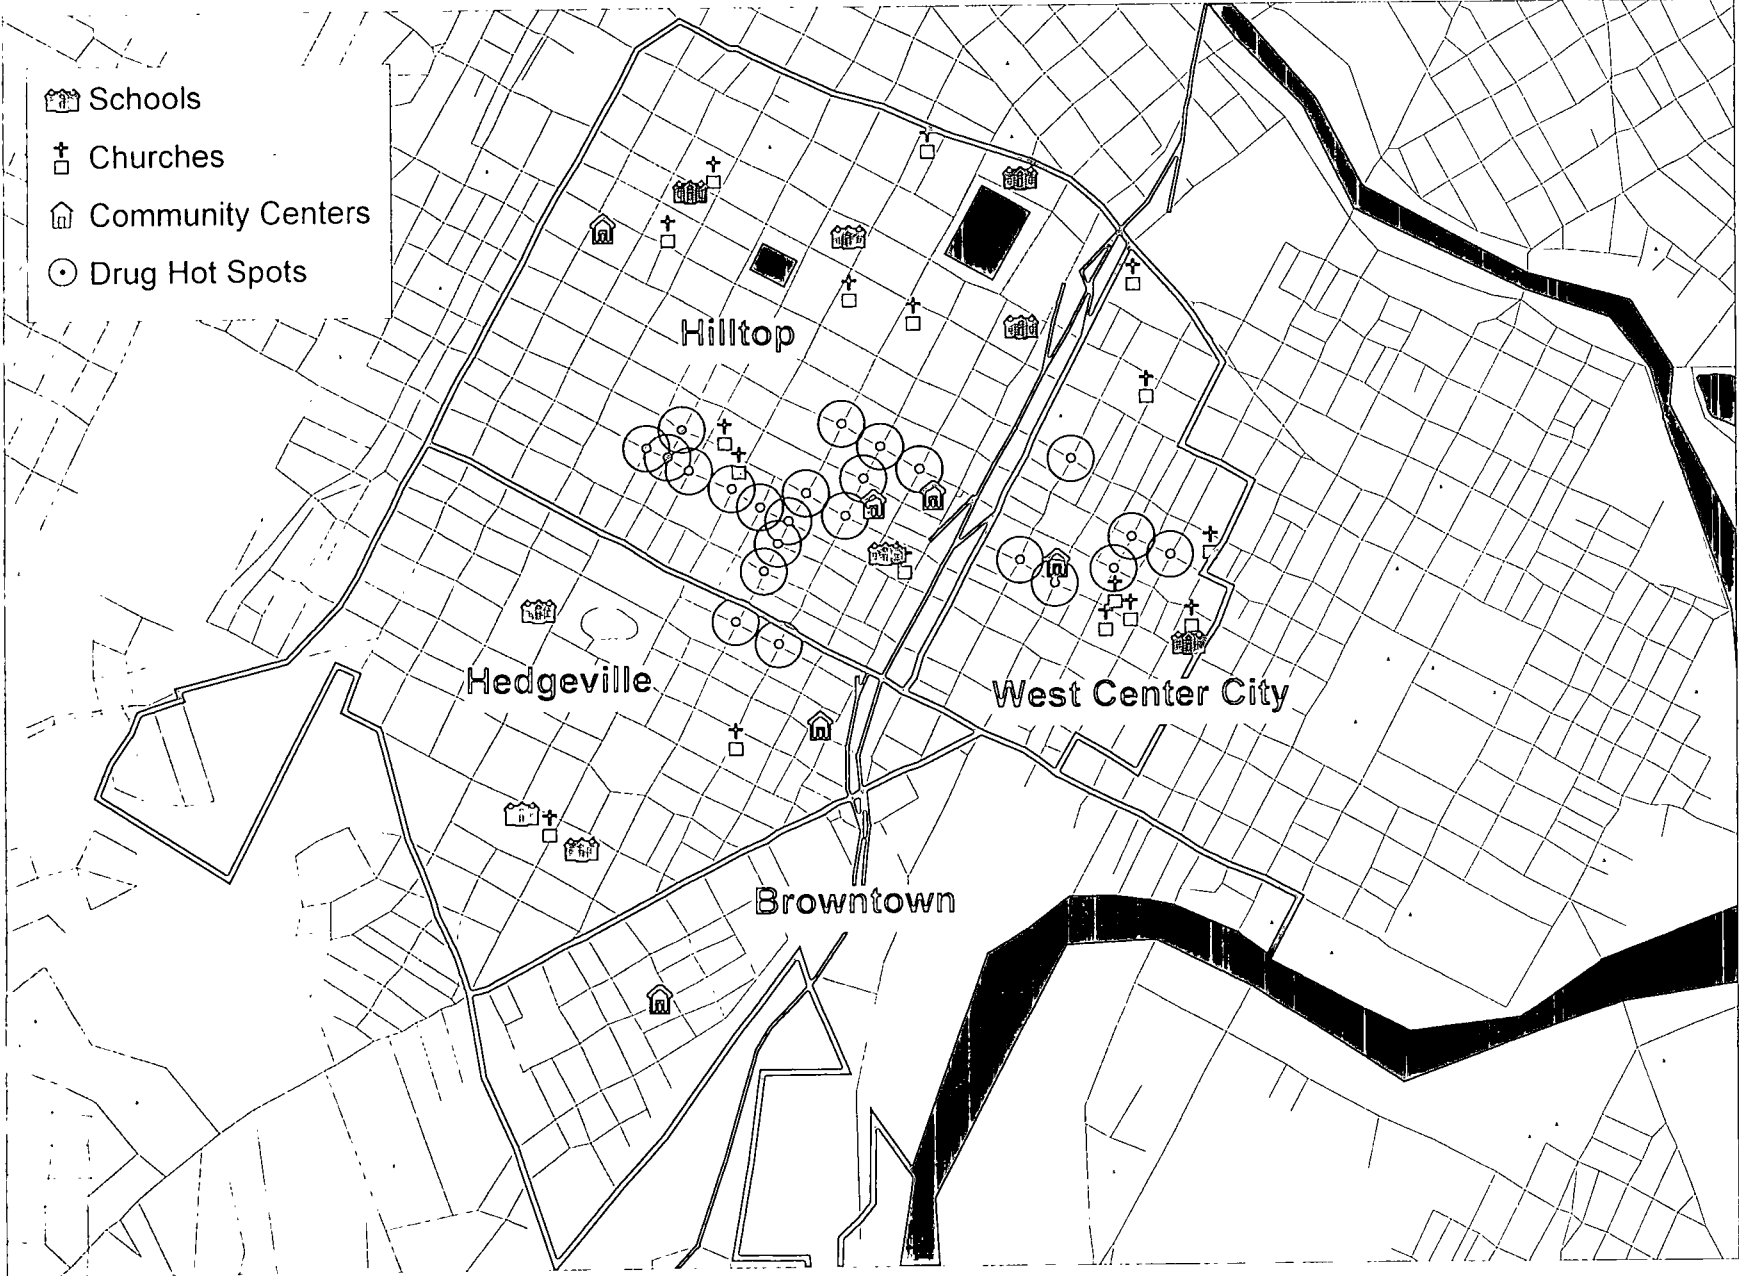 Schools
Churches
Community Centers
Drug Hot Spots
Hilltop
Hedgeville
West Center City
Browntown